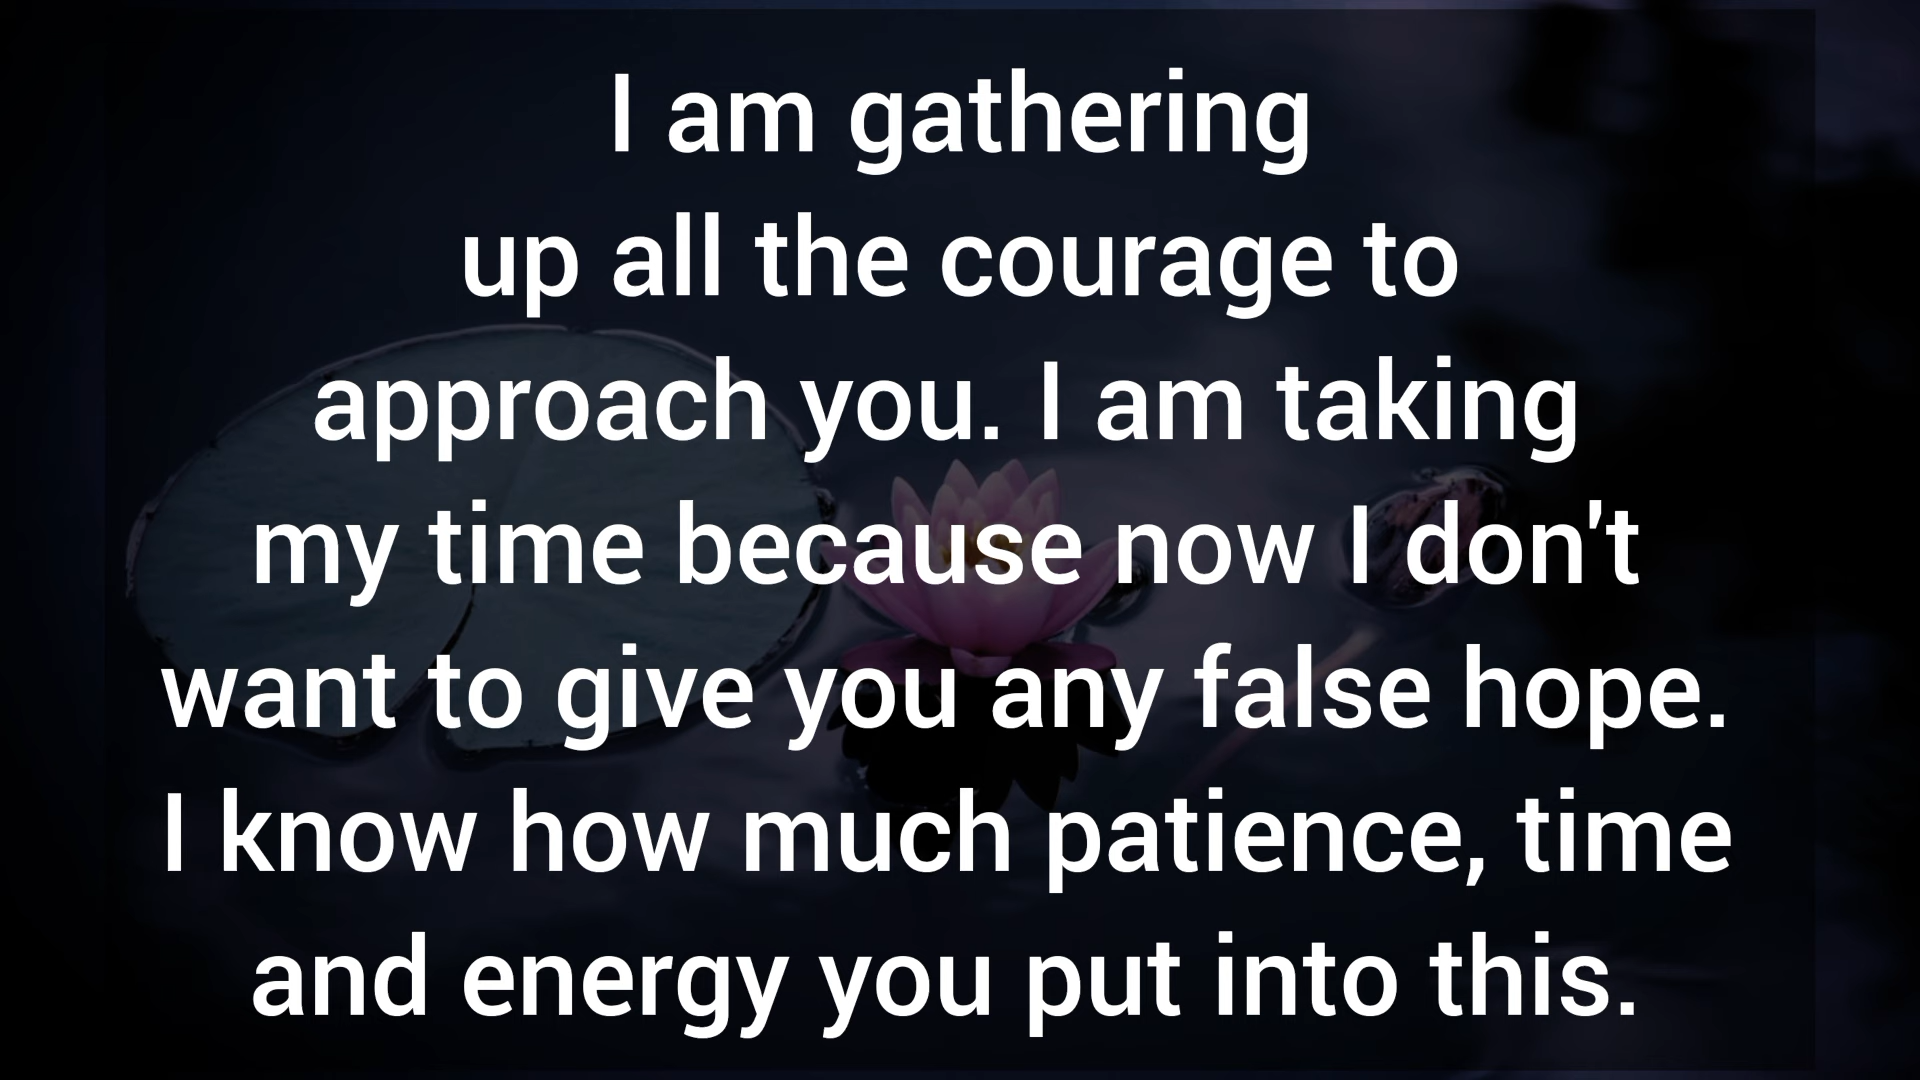 I am gathering
up all the courage to
approach you. I am taking
my time because now I don't
want to give you any false hope.
I know how much patience, time
and energy you put into this.